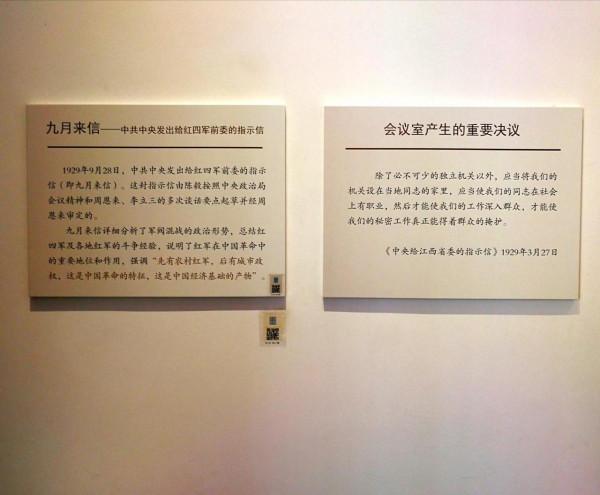 九月来信——中共中央发出给红四军前委的指示信
1929年9月28日，中共中央发出给红四军前委的指示
信（即九月来信）。这封指示信由陈毅按照中央政治局
会议精神和周恩来、李立三的多次谈话要点起草并经周
恩来审定的。
九月来信详细分析了军阀混战的政治形势，总结红
四军及各地红军的斗争经验，说明了红军在中国革命中
的重要地位和作用，强调“先有农村红军，后有城市政
权，这是中国革命的特征，这是中国经济基础的产物”。
会议室产生的重要决议
除了必不可少的独立机关以外，应当将我们的
机关设在当地同志的家里，应当使我们的同志在社会
上有职业，然后才能使我们的工作深入群众，才能使
我们的秘密工作真正能得着群众的掩护。
《中央给江西省委的指示信》1929年3月27日